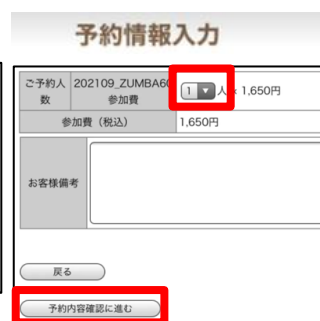 予約情報入力
ご予約人数 202109_ZUMBA60 参加費 1 ▼ 人 × 1,650円
参加費（税込） 1,650円
お客様備考
戻る
予約内容確認に進む